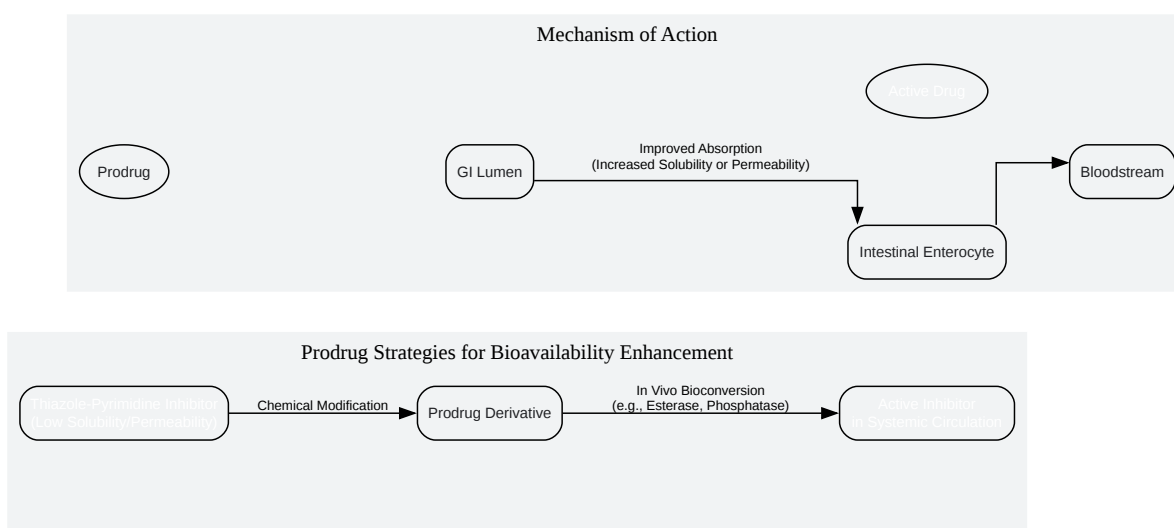 Mechanism of Action
Active Drug
Prodrug
GI Lumen
Improved Absorption
(Increased Solubility or Permeability)
Bloodstream
Intestinal Enterocyte
Prodrug Strategies for Bioavailability Enhancement
Thiazole-Pyrimidine Inhibitor
(Low Solubility/Permeability)
Chemical Modification
Prodrug Derivative
In Vivo Bioconversion
(e.g., Esterase, Phosphatase)
Active Inhibitor
in Systemic Circulation